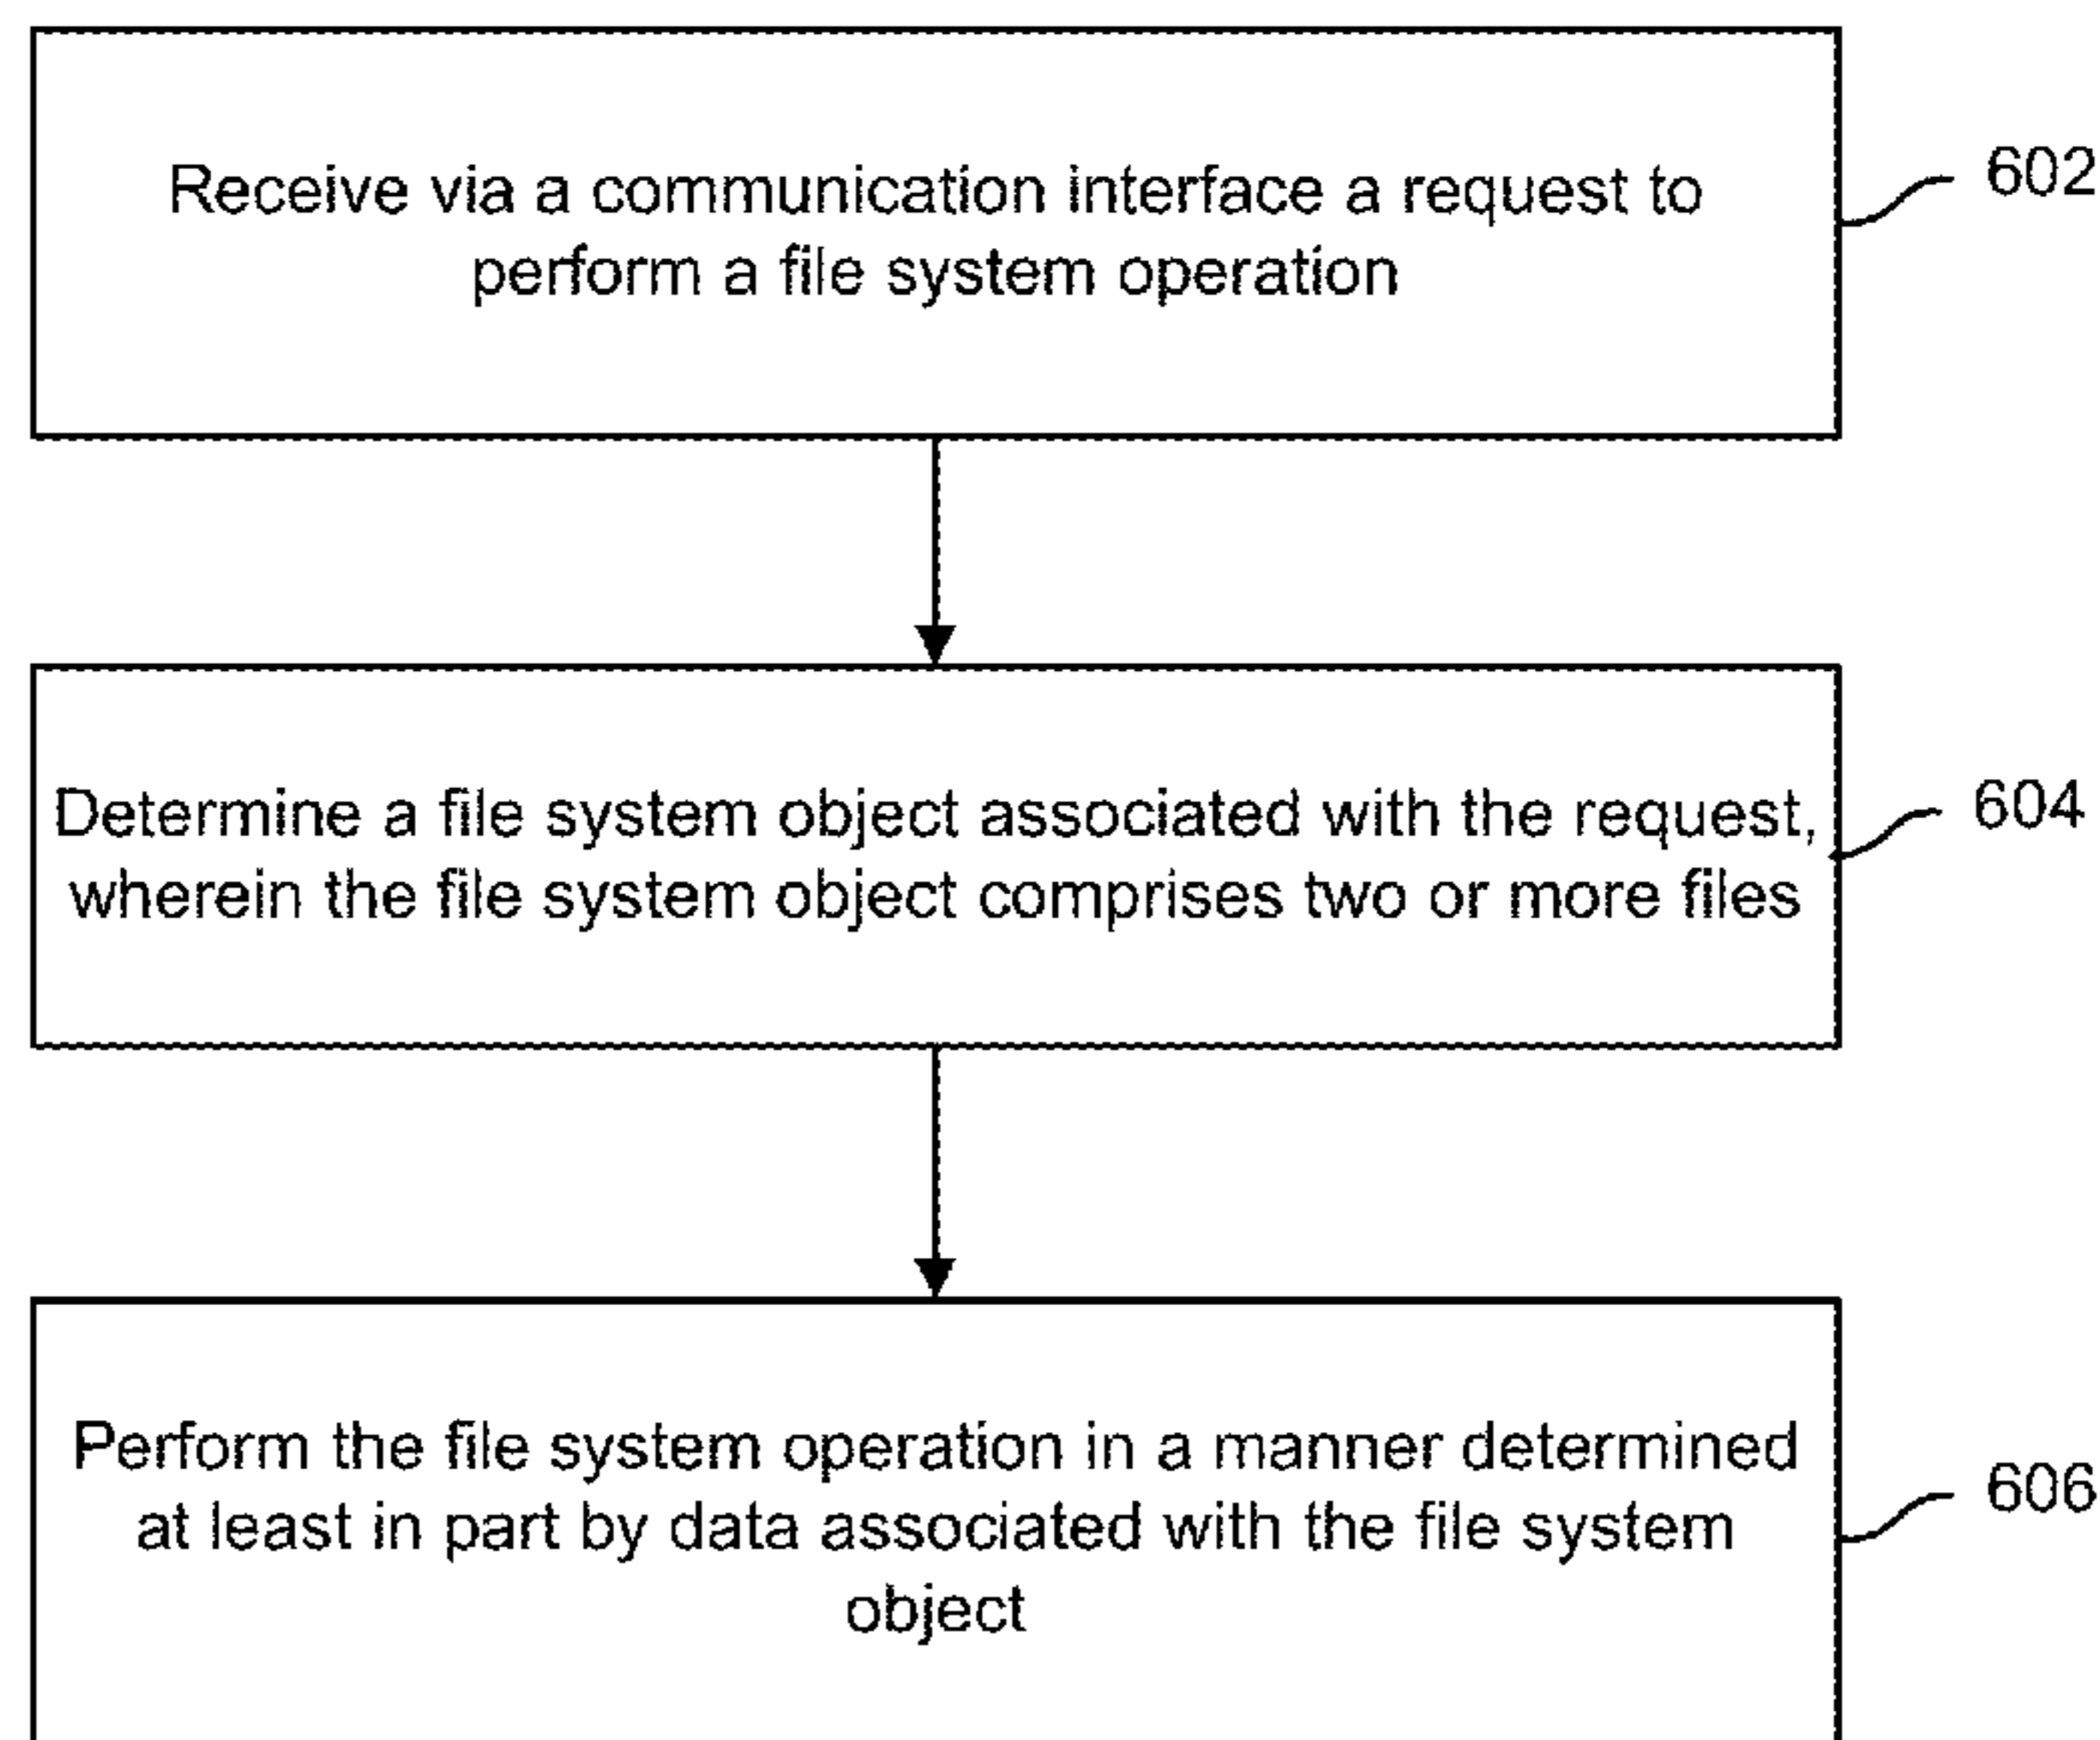 Receive via a communication interface a request to
perform a file system operation
602
Determine a file system object associated with the request,
wherein the file system object comprises two or more files
604
Perform the file system operation in a manner determined
at least in part by data associated with the file system
object
606